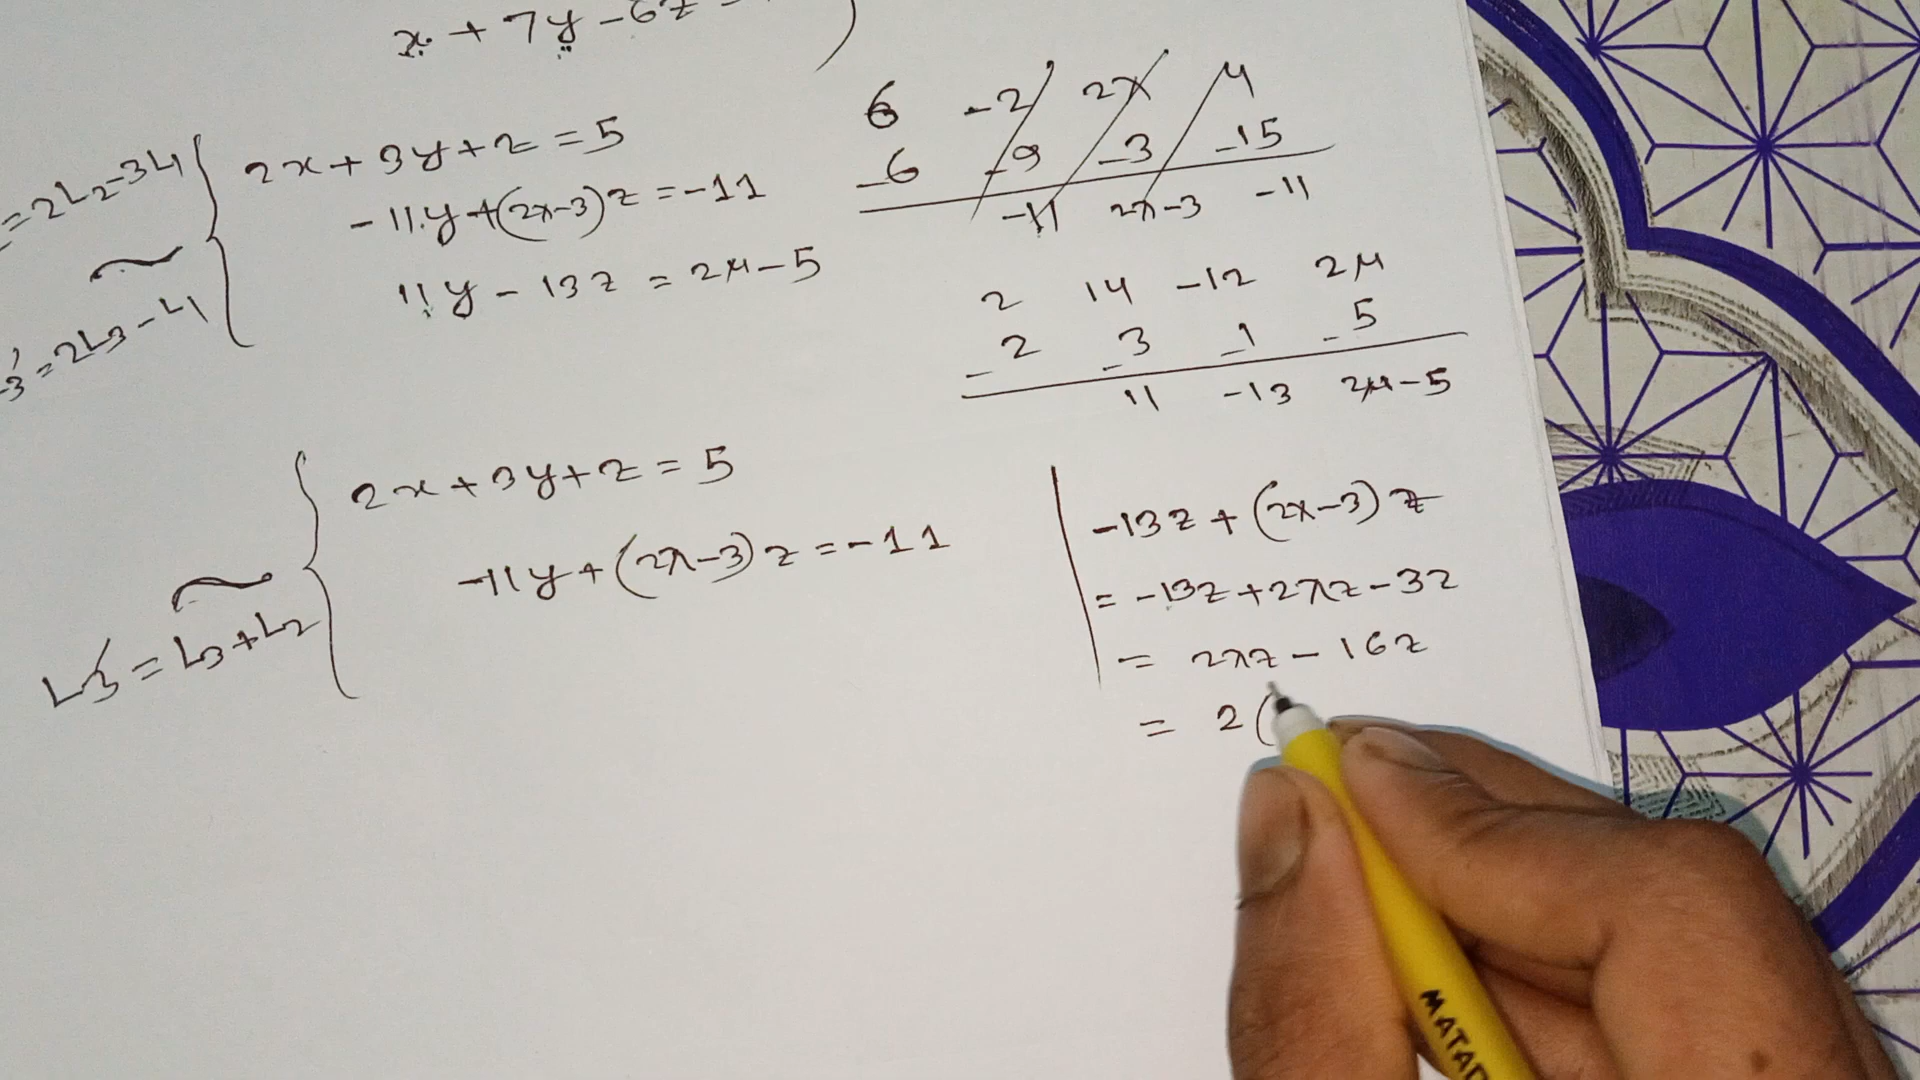 x + 7y - 6z
= 2L2 - 3L1
2x + 3y + z = 5
-11y + (2λ-3)z = -11
11y - 13z = 2μ - 5
3' = 2L3 - L1
6 -2 2λ 4
-6 -9 -3 -15
-11 2λ-3 -11
2 14 -12 2μ
-2 -3 -1 -5
11 -13 2μ-5
2x + 3y + z = 5
-11y + (2λ-3)z = -11
L3' = L3 + L2
-13z + (2λ-3)z
= -13z + 2λz - 3z
= 2λz - 16z
= 2(
MATAD